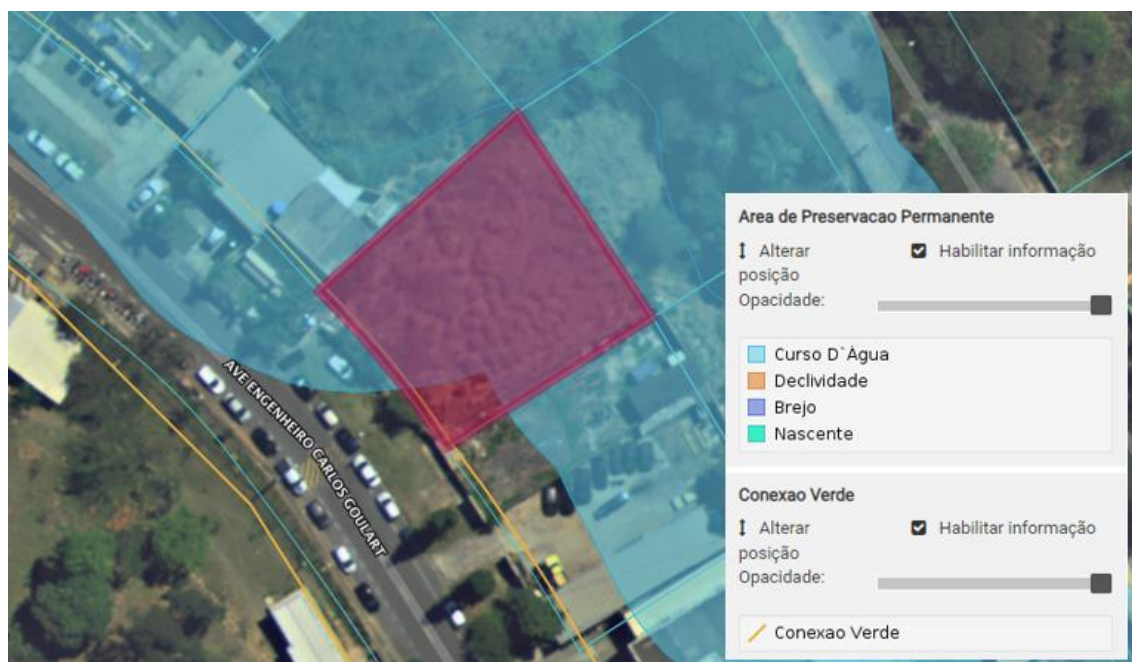 AVE ENGENHEIRO CARLOS GOULART
Área de Preservacao Permanente
Alterar posição
Habilitar informação
Opacidade:
Curso D`Água
Declividade
Brejo
Nascente
Conexao Verde
Alterar posição
Habilitar informação
Opacidade:
Conexao Verde